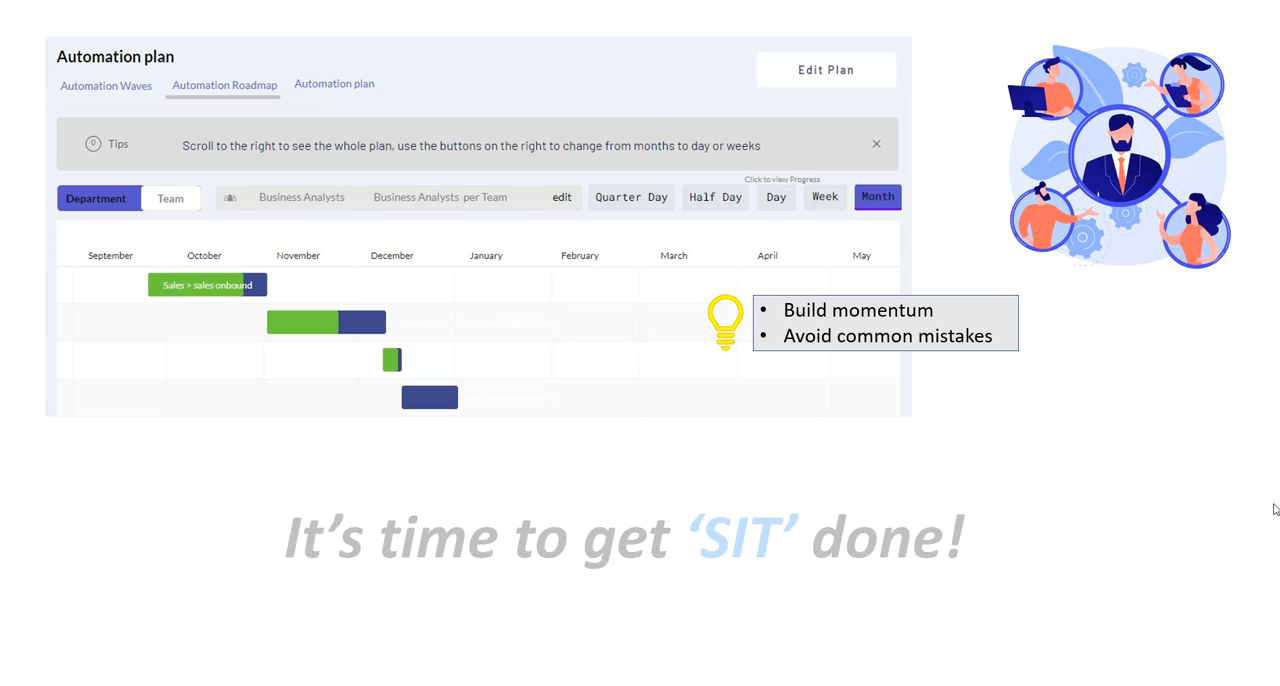 Automation plan
Edit Plan
Automation Waves Automation Roadmap Automation plan
Tips Scroll to the right to see the whole plan, use the buttons on the right to change from months to day or weeks
Click to view Progress
Department Team Business Analysts Business Analysts per Team edit Quarter Day Half Day Day Week Month
September October November December January February March April May
Sales > sales onbound
• Build momentum
• Avoid common mistakes
It's time to get ‘SIT’ done!